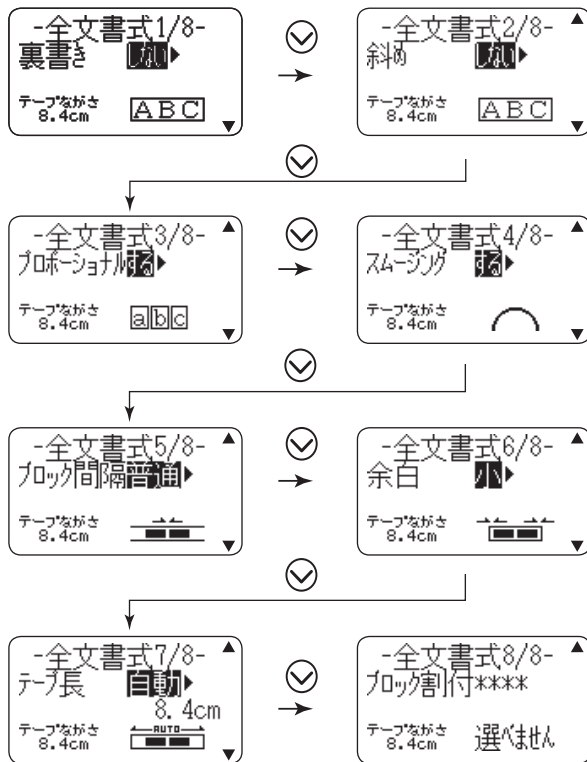 -全文書式1/8-
裏書き しない
テープながさ
8.4cm
ABC
-全文書式2/8-
斜め しない
テープながさ
8.4cm
ABC
-全文書式3/8-
プロポーショナル する
テープながさ
8.4cm
abc
-全文書式4/8-
スムージング する
テープながさ
8.4cm
-全文書式5/8-
ブロック間隔 普通
テープながさ
8.4cm
-全文書式6/8-
余白 小
テープながさ
8.4cm
-全文書式7/8-
テープ長 自動
8.4cm
テープながさ
8.4cm
AUTO
-全文書式8/8-
ブロック割付****
テープながさ
8.4cm
選べません